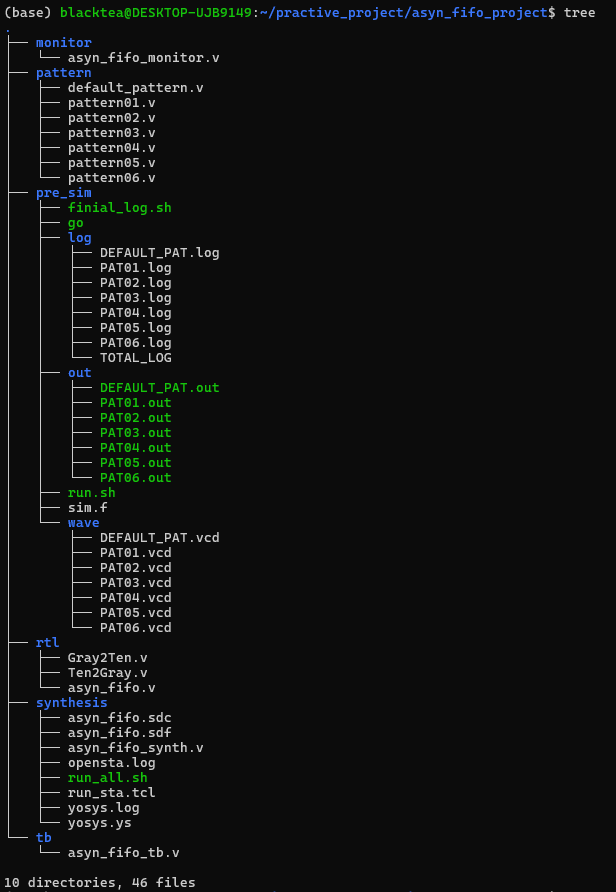 (base) blacktea@DESKTOP-UJB9149:~/practive_project/asyn_fifo_project$ tree
.
├── monitor
│   └── asyn_fifo_monitor.v
├── pattern
│   ├── default_pattern.v
│   ├── pattern01.v
│   ├── pattern02.v
│   ├── pattern03.v
│   ├── pattern04.v
│   ├── pattern05.v
│   └── pattern06.v
├── pre_sim
│   ├── finial_log.sh
│   ├── go
│   ├── log
│   │   ├── DEFAULT_PAT.log
│   │   ├── PAT01.log
│   │   ├── PAT02.log
│   │   ├── PAT03.log
│   │   ├── PAT04.log
│   │   ├── PAT05.log
│   │   ├── PAT06.log
│   │   └── TOTAL_LOG
│   ├── out
│   │   ├── DEFAULT_PAT.out
│   │   ├── PAT01.out
│   │   ├── PAT02.out
│   │   ├── PAT03.out
│   │   ├── PAT04.out
│   │   ├── PAT05.out
│   │   └── PAT06.out
│   ├── run.sh
│   ├── sim.f
│   └── wave
│       ├── DEFAULT_PAT.vcd
│       ├── PAT01.vcd
│       ├── PAT02.vcd
│       ├── PAT03.vcd
│       ├── PAT04.vcd
│       ├── PAT05.vcd
│       └── PAT06.vcd
├── rtl
│   ├── Gray2Ten.v
│   ├── Ten2Gray.v
│   └── asyn_fifo.v
├── synthesis
│   ├── asyn_fifo.sdc
│   ├── asyn_fifo.sdf
│   ├── asyn_fifo_synth.v
│   ├── opensta.log
│   ├── run_all.sh
│   ├── run_sta.tcl
│   ├── yosys.log
│   └── yosys.ys
└── tb
    └── asyn_fifo_tb.v

10 directories, 46 files